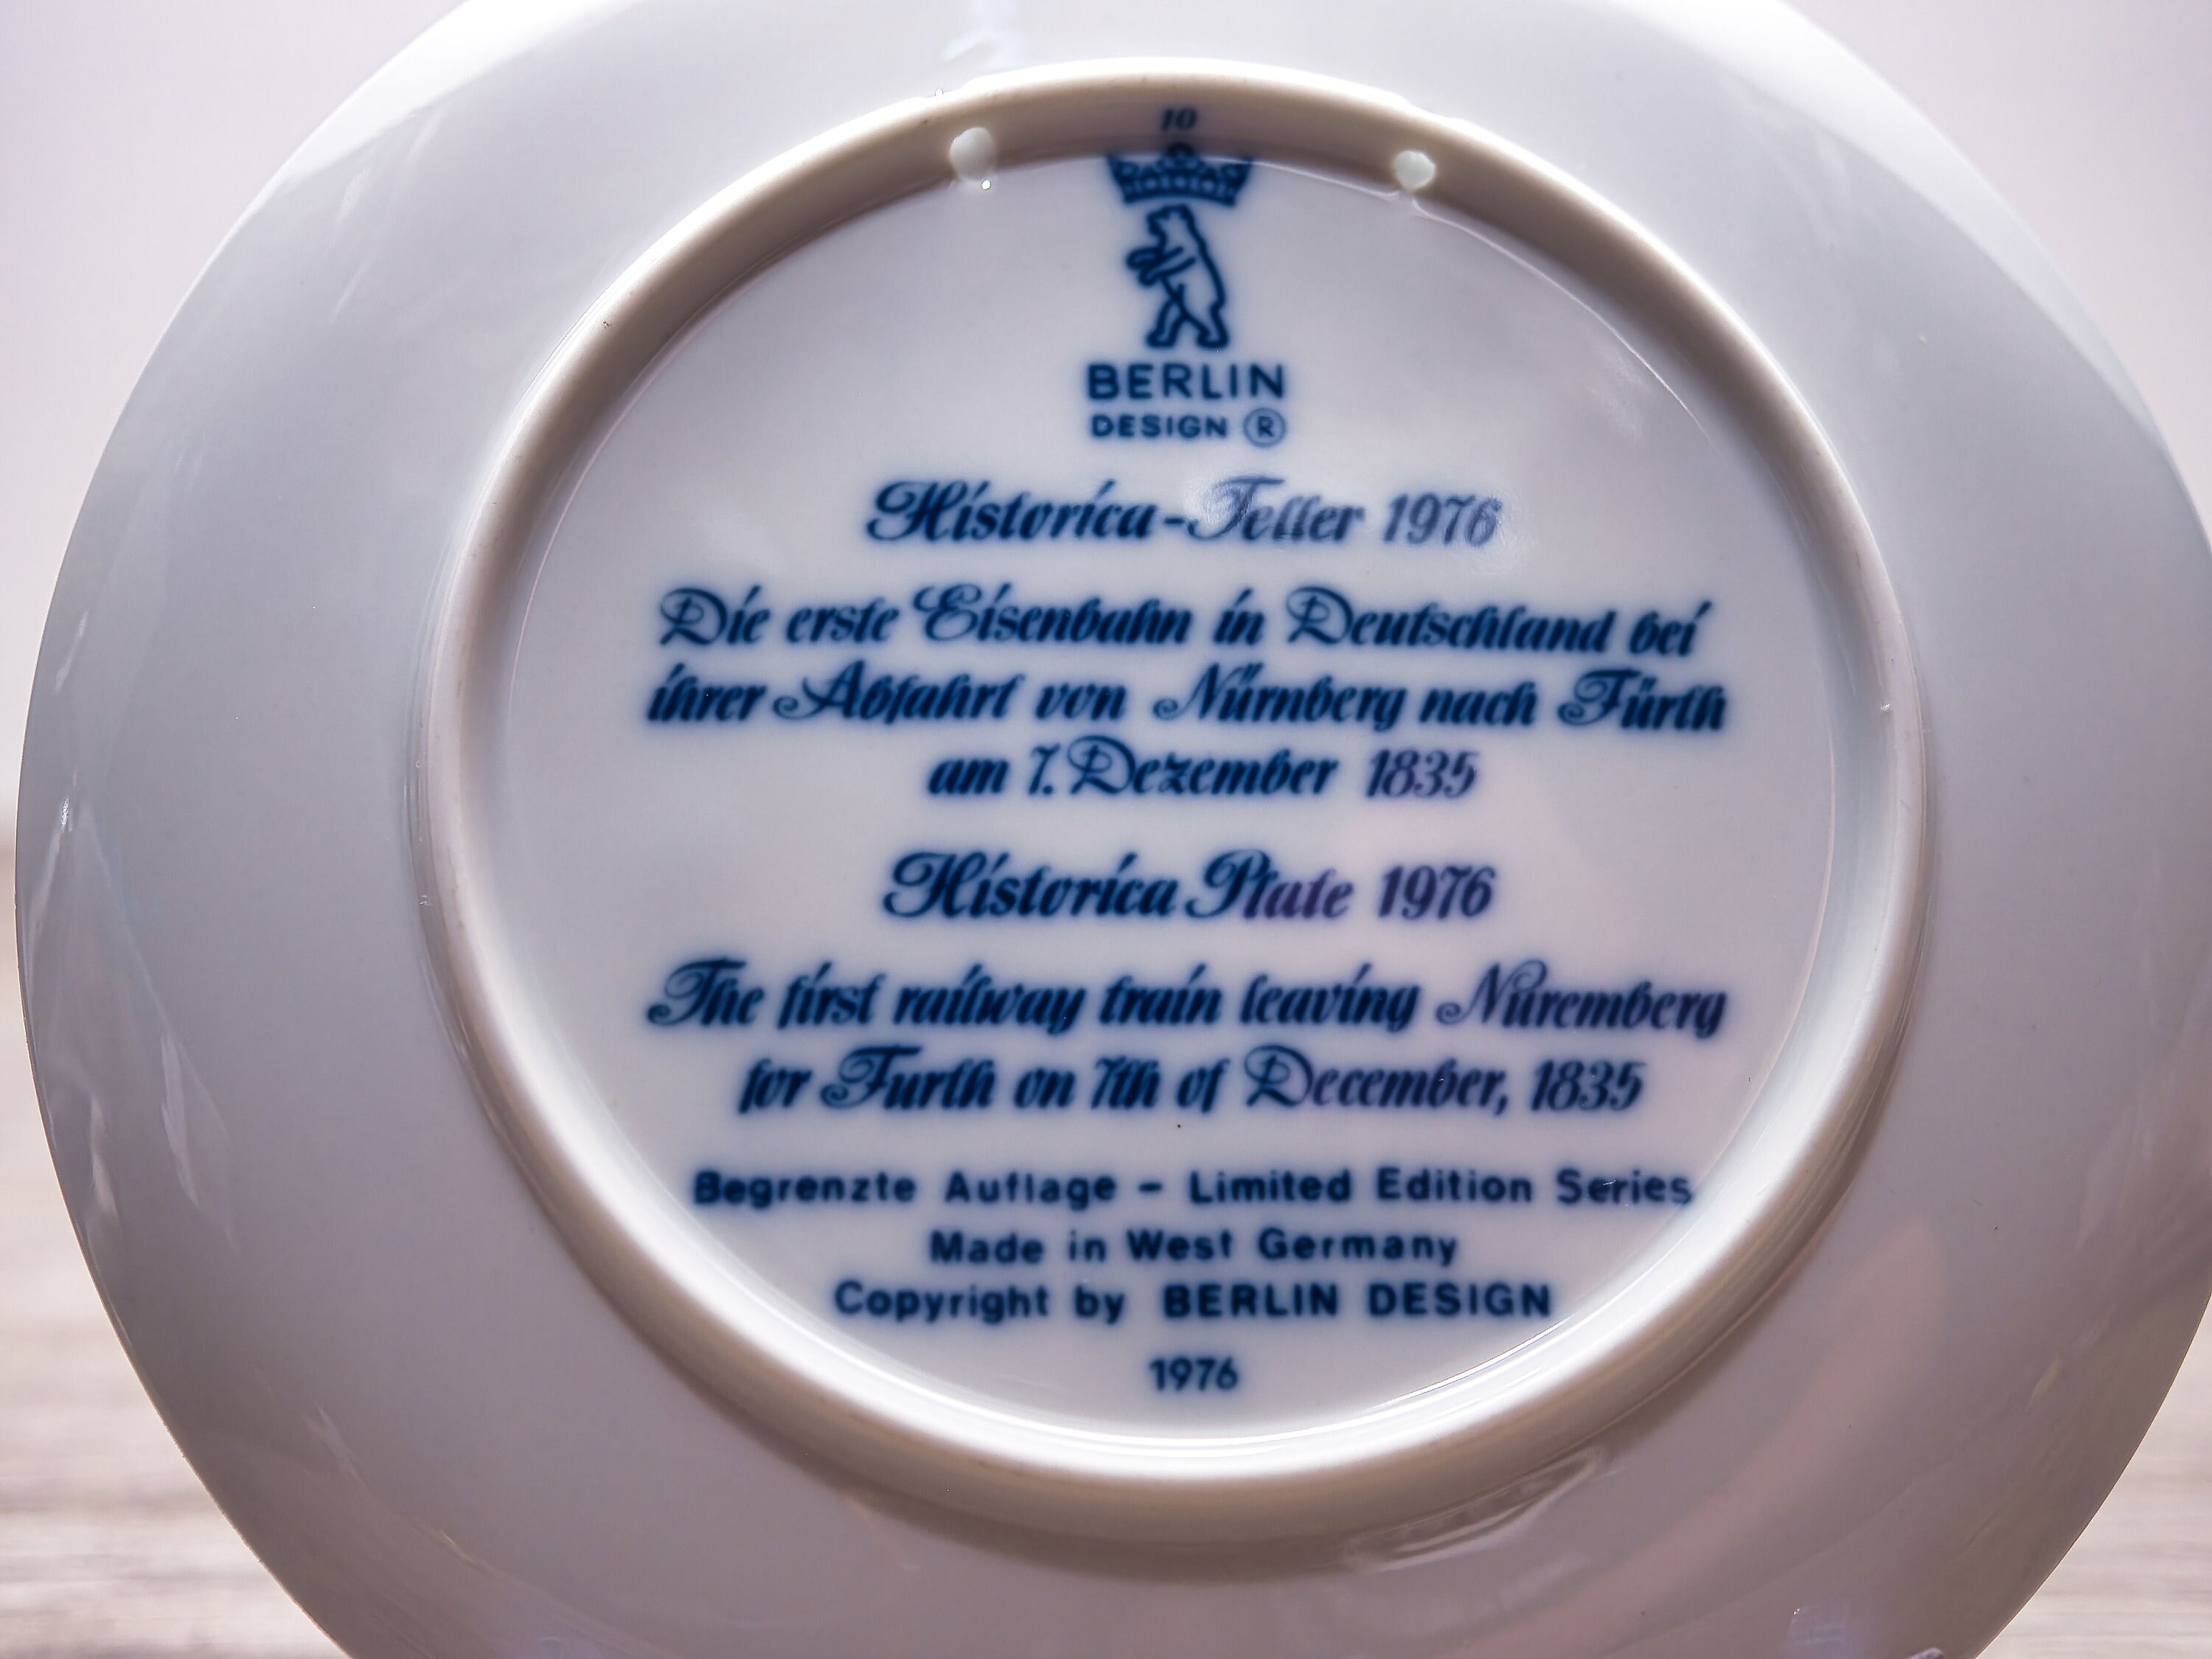 10
BERLIN
DESIGN ®
Historica-Teller 1976
Die erste Eisenbahn in Deutschland bei
ihrer Abfahrt von Nürnberg nach Fürth
am 7. Dezember 1835
Historica Plate 1976
The first railway train leaving Nuremberg
for Furth on 7th of December, 1835
Begrenzte Auflage - Limited Edition Series
Made in West Germany
Copyright by BERLIN DESIGN
1976